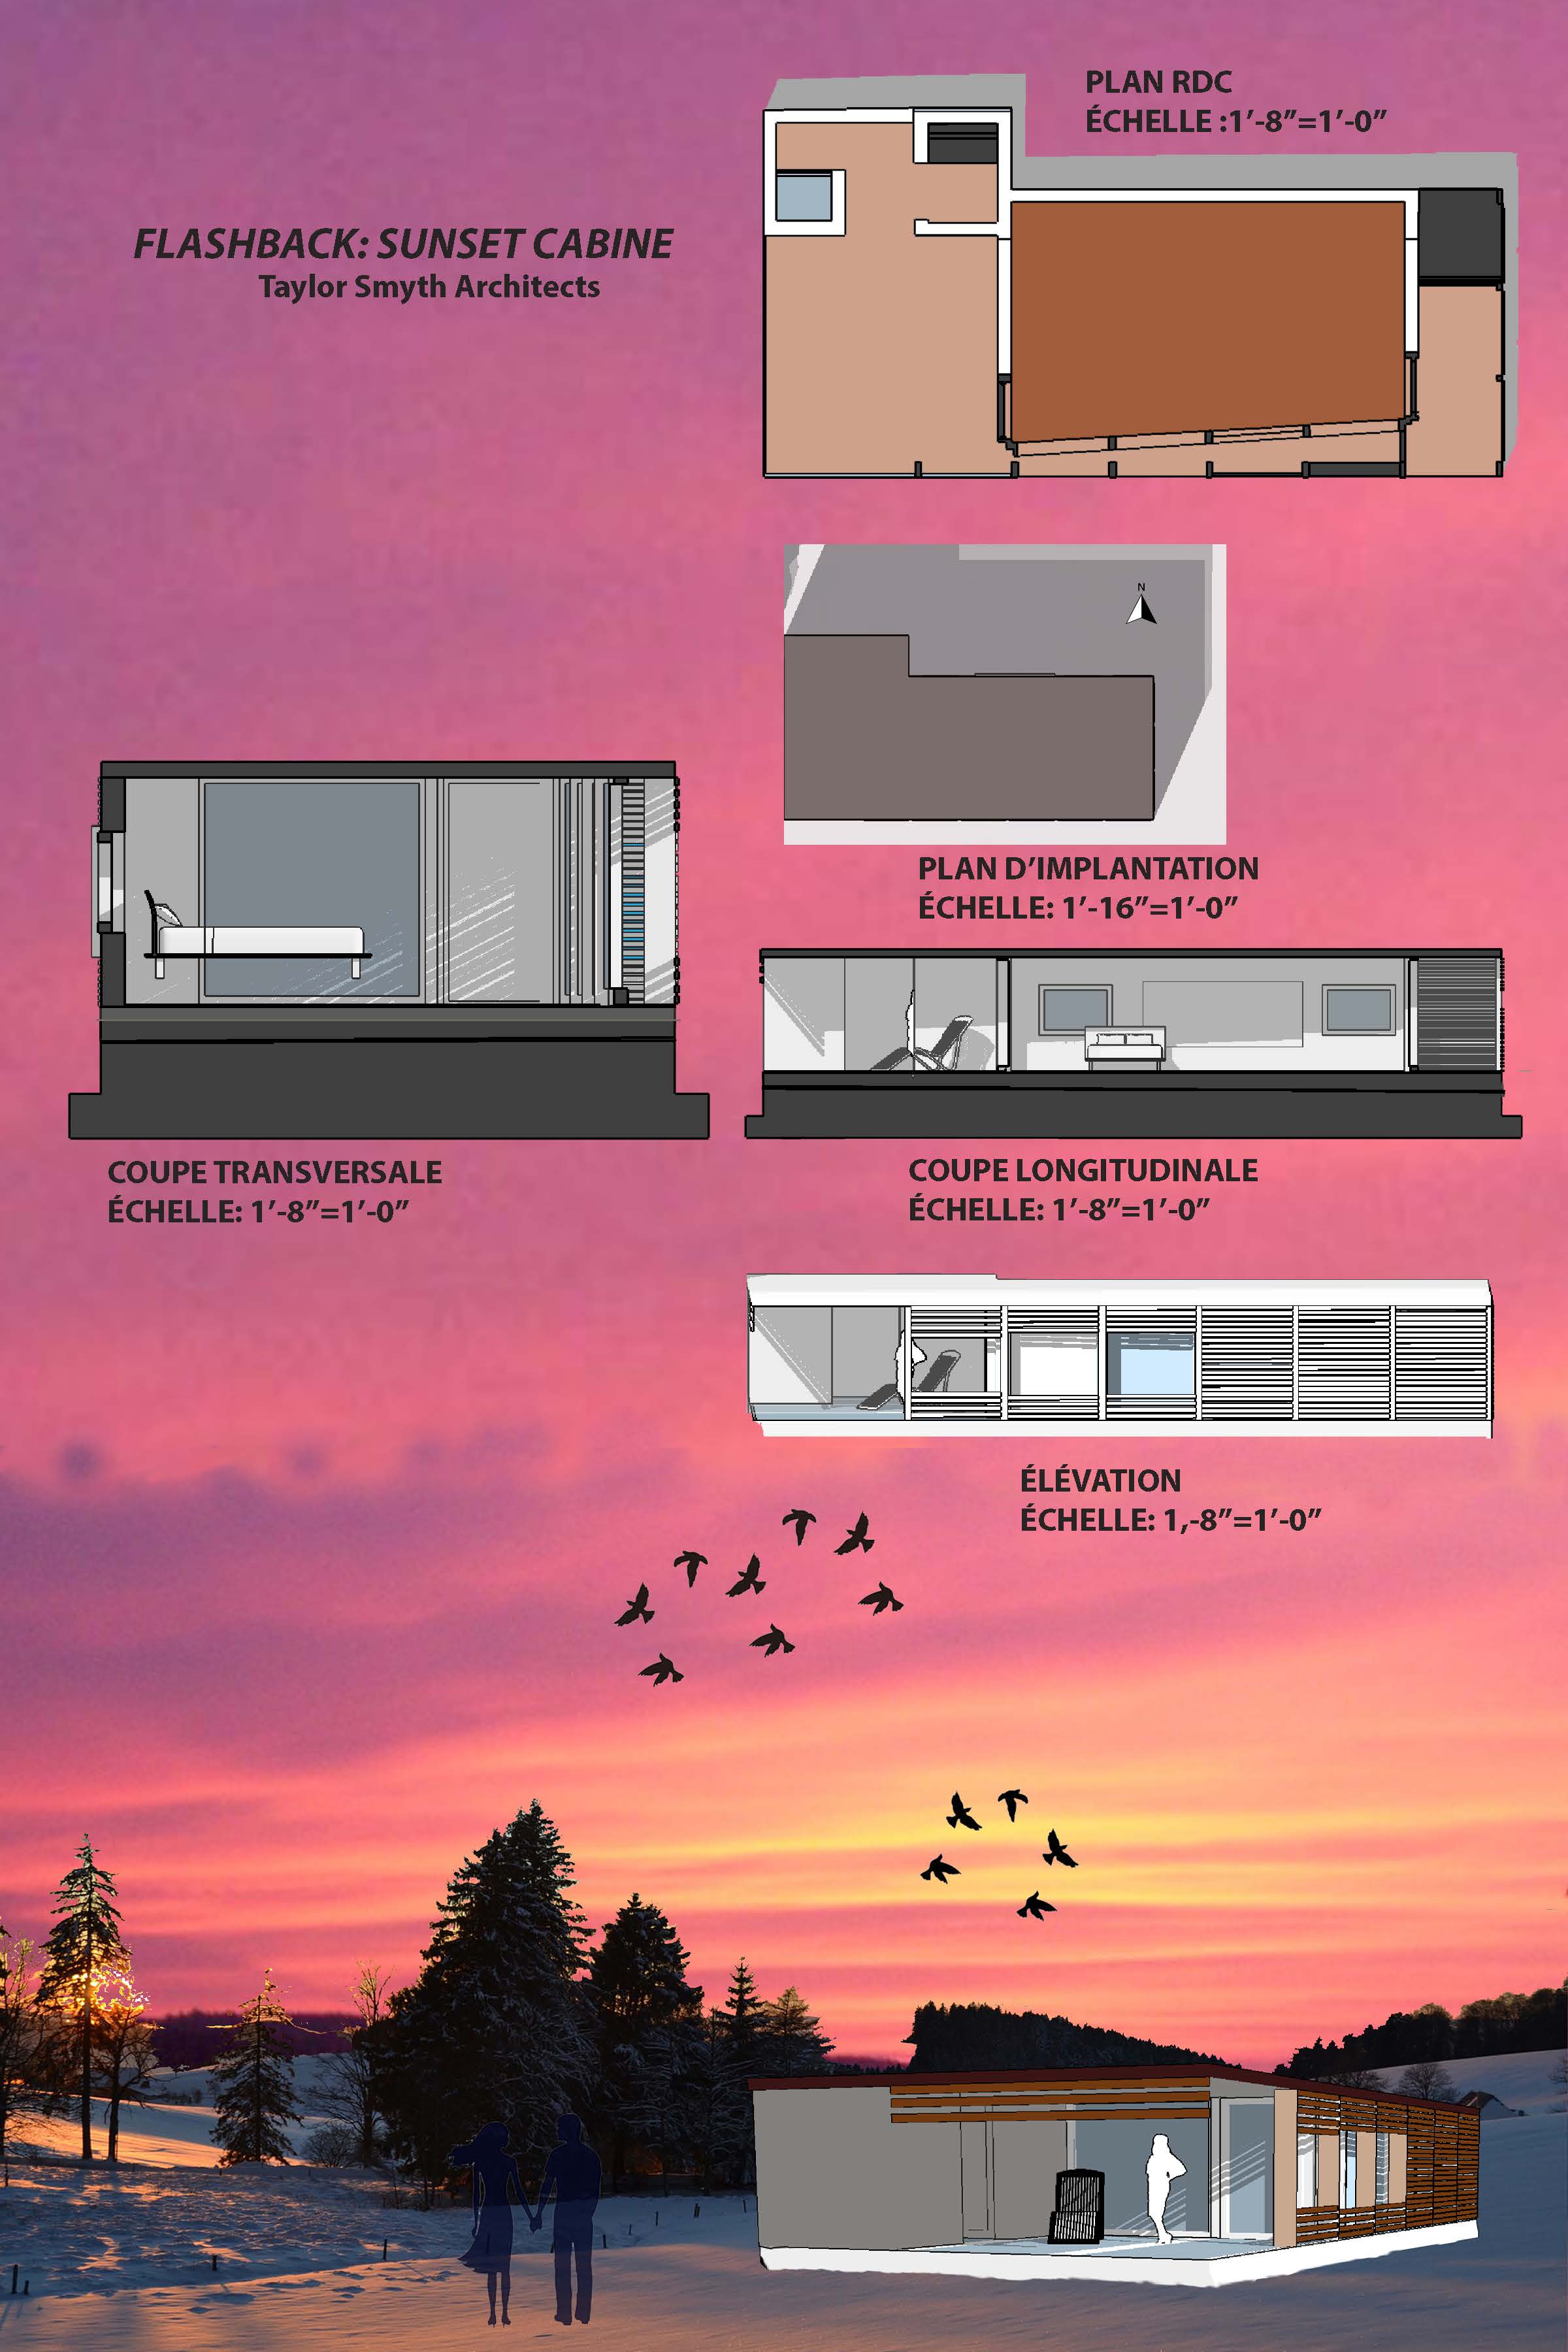 PLAN RDC
ÉCHELLE :1’-8”=1’-0”
FLASHBACK: SUNSET CABINE
Taylor Smyth Architects
N
PLAN D’IMPLANTATION
ÉCHELLE: 1’-16”=1’-0”
COUPE TRANSVERSALE
ÉCHELLE: 1’-8”=1’-0”
COUPE LONGITUDINALE
ÉCHELLE: 1’-8”=1’-0”
ÉLÉVATION
ÉCHELLE: 1,-8”=1’-0”